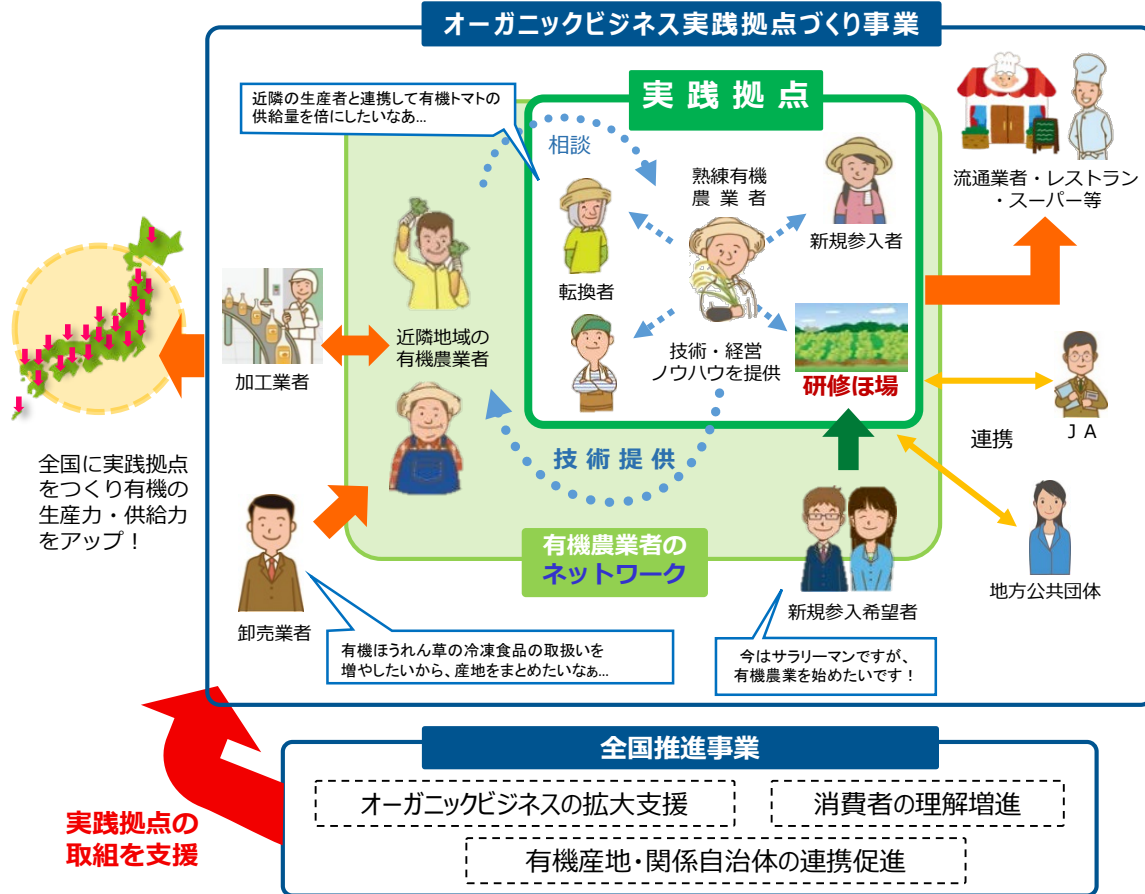 オーガニックビジネス実践拠点づくり事業
近隣の生産者と連携して有機トマトの
供給量を倍にしたいなあ…
実践拠点
相談
熟練有機
農業者
新規参入者
転換者
技術・経営
ノウハウを提供
研修ほ場
流通業者・レストラン
・スーパー等
加工業者
近隣地域の
有機農業者
技術提供
連携
ＪＡ
全国に実践拠点
をつくり有機の
生産力・供給力
をアップ！
有機農業者の
ネットワーク
卸売業者
新規参入希望者
地方公共団体
有機ほうれん草の冷凍食品の取扱いを
増やしたいから、産地をまとめたいなぁ…
今はサラリーマンですが、
有機農業を始めたいです！
全国推進事業
オーガニックビジネスの拡大支援
消費者の理解増進
有機産地・関係自治体の連携促進
実践拠点の
取組を支援